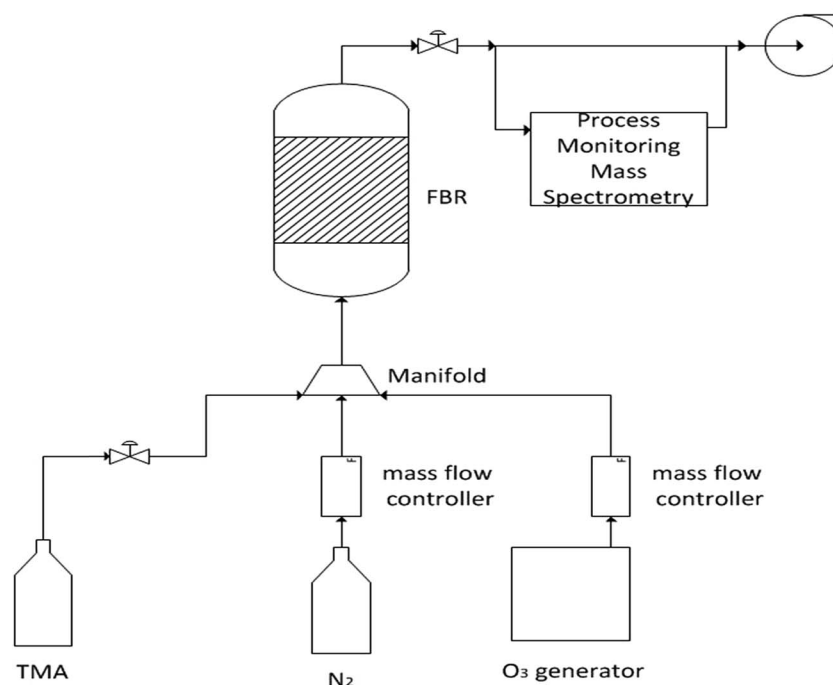 Process
Monitoring
Mass
Spectrometry
FBR
Manifold
F
mass flow
controller
F
mass flow
controller
TMA
N₂
O₃ generator